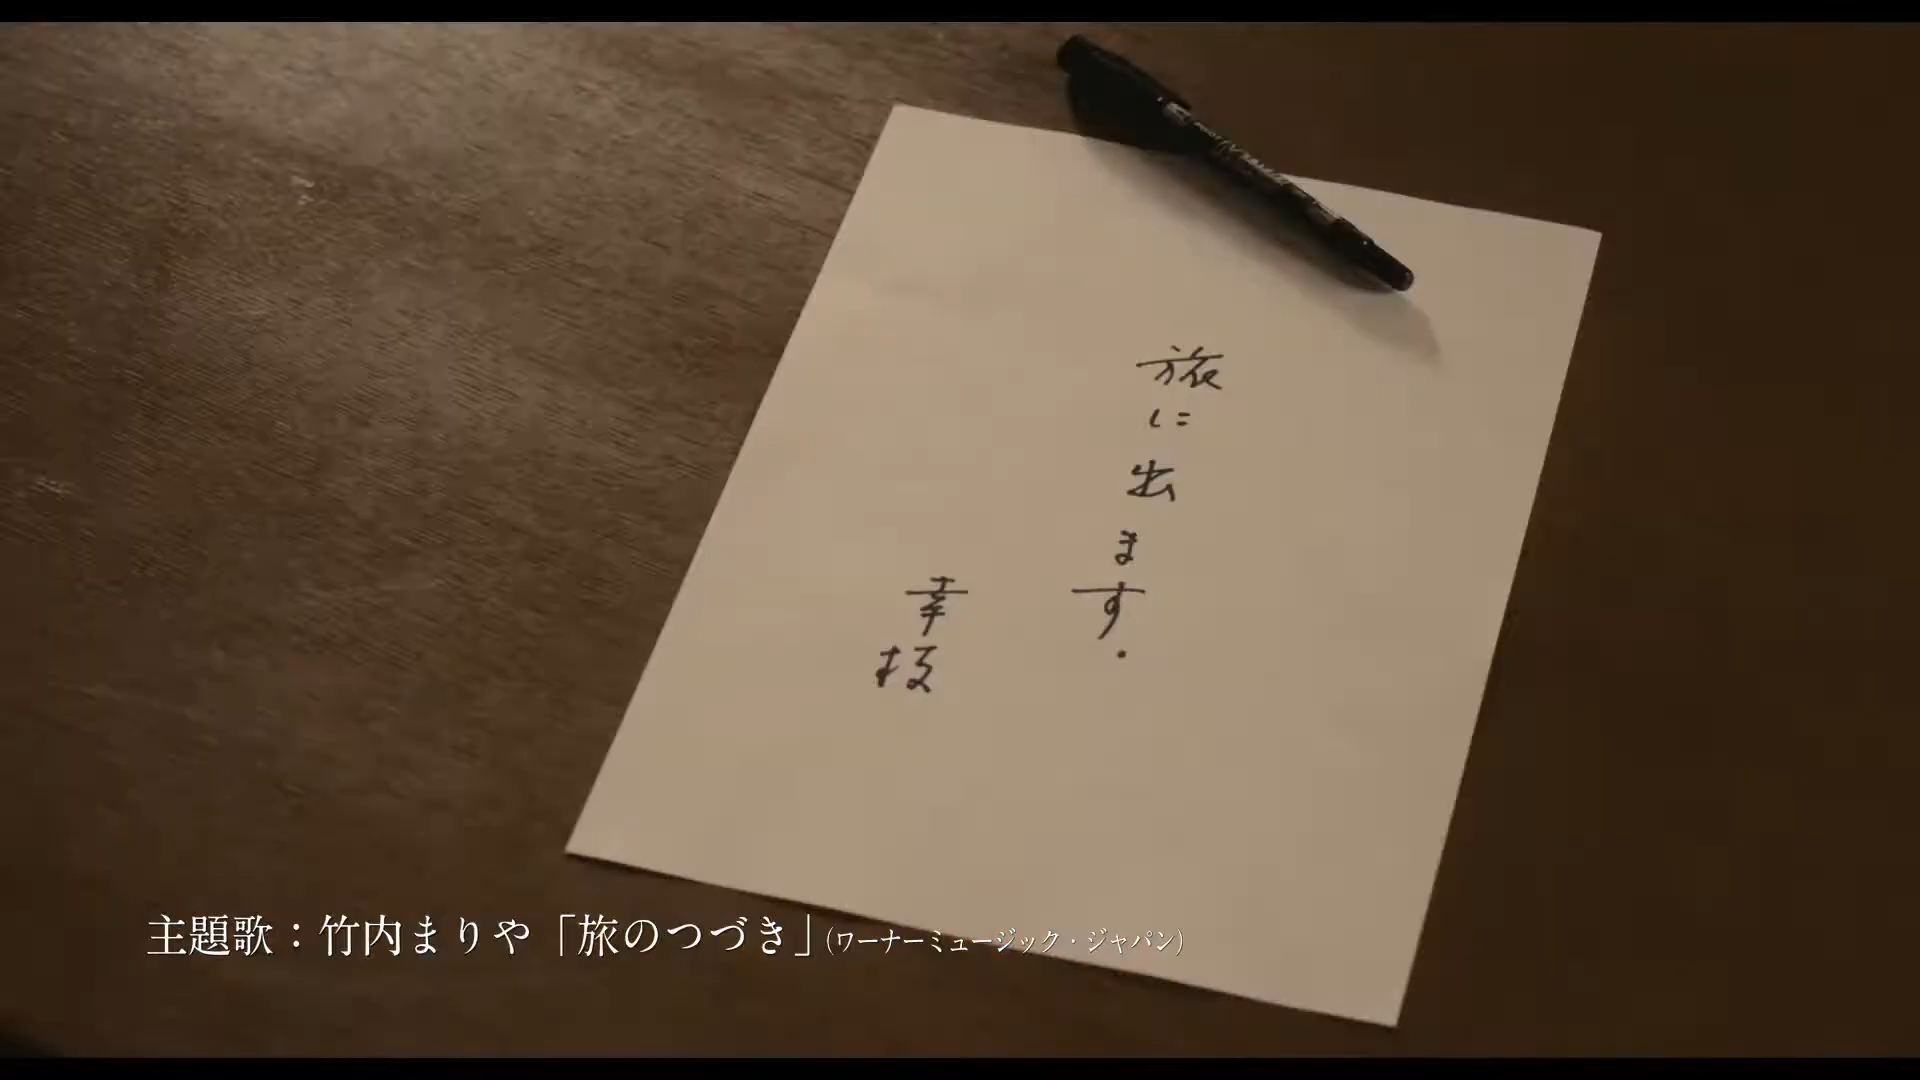 旅に出ます.
幸枝
主題歌：竹内まりや「旅のつづき」(ワーナーミュージック・ジャパン)